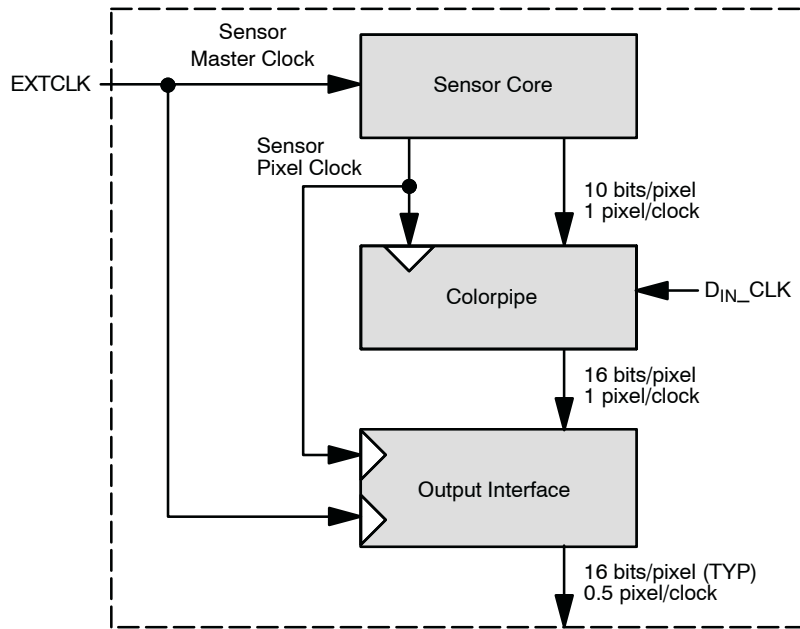 Sensor
Master Clock
EXTCLK
Sensor Core
Sensor
Pixel Clock
10 bits/pixel
1 pixel/clock
Colorpipe
DIN_CLK
16 bits/pixel
1 pixel/clock
Output Interface
16 bits/pixel (TYP)
0.5 pixel/clock